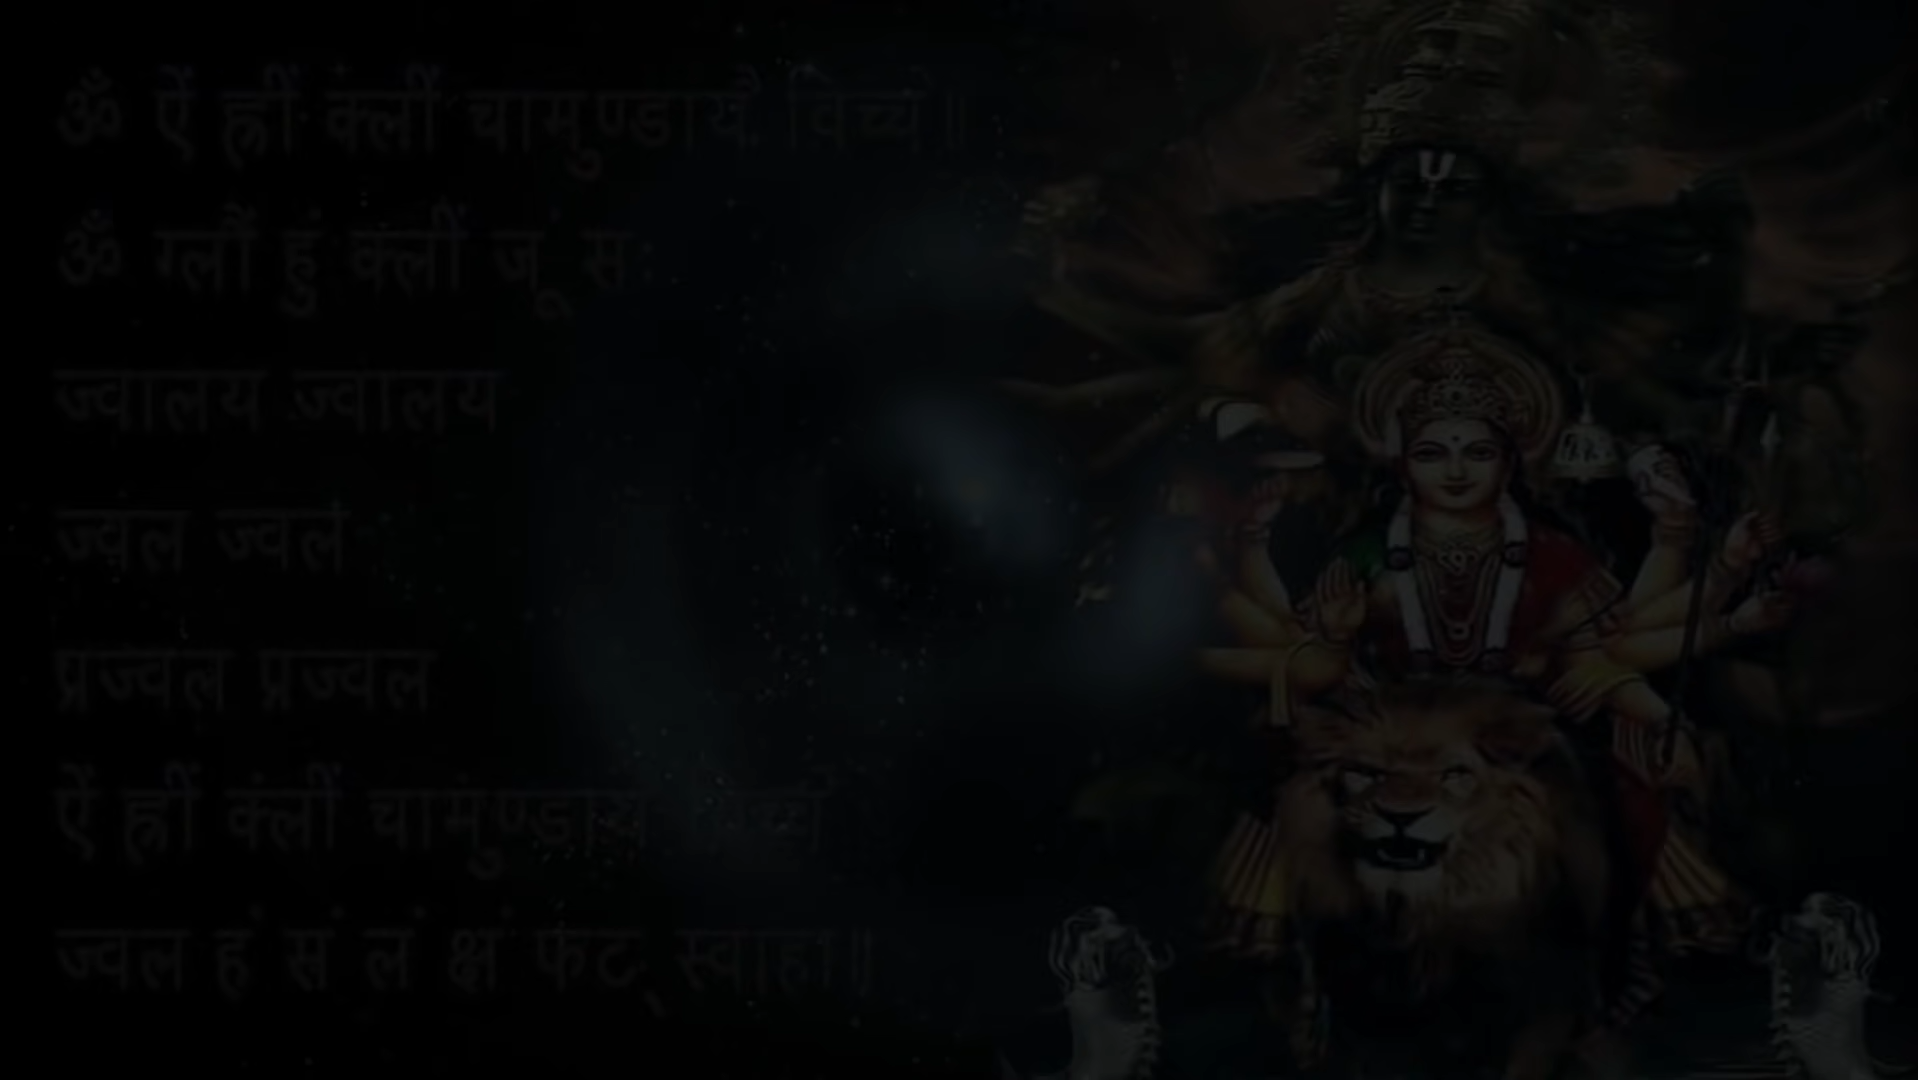 ॐ ऐं ह्रीं क्लीं चामुण्डायै विच्चे॥
ॐ ग्लौं हुं क्लीं जूं सः
ज्वालय ज्वालय
ज्वल ज्वल
प्रज्वल प्रज्वल
ऐं ह्रीं क्लीं चामुण्डायै विच्चे
ज्वल हं सं लं क्षं फट् स्वाहा॥